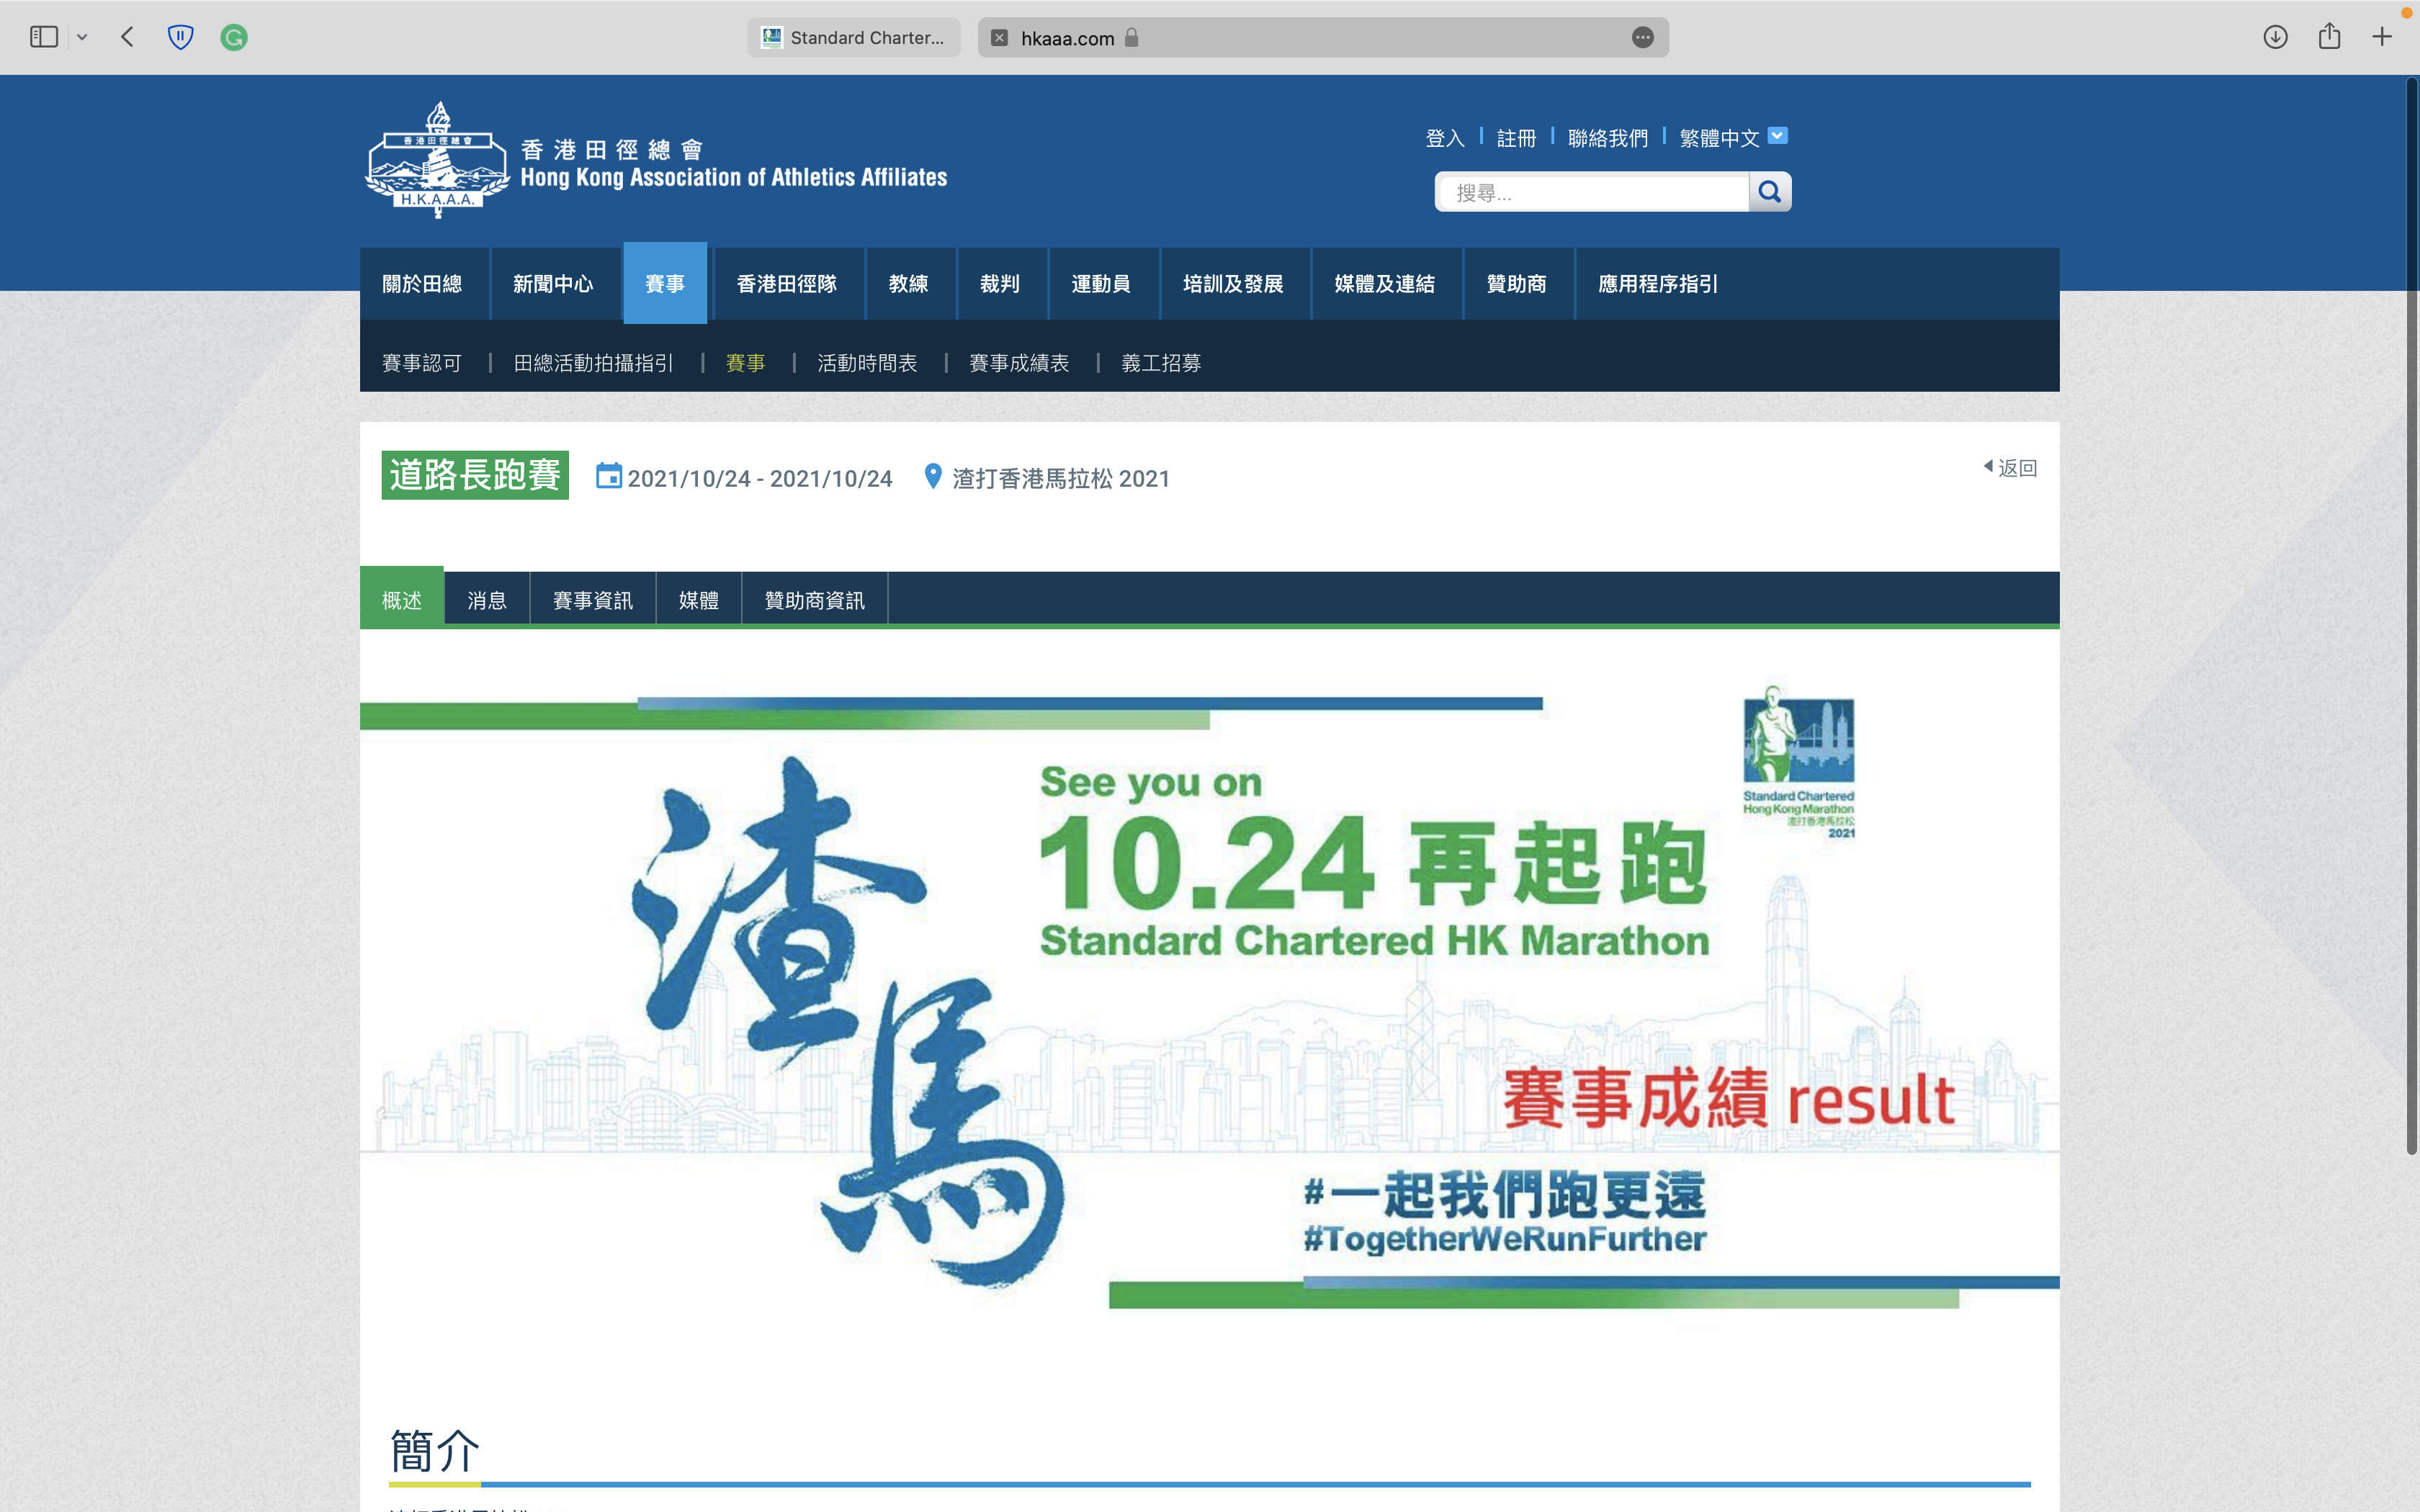 Standard Charter...
hkaaa.com
香港田徑總會
H.K.A.A.A.
香港田徑總會
Hong Kong Association of Athletics Affiliates
登入
註冊
聯絡我們
繁體中文
搜尋...
關於田總
新聞中心
賽事
香港田徑隊
教練
裁判
運動員
培訓及發展
媒體及連結
贊助商
應用程序指引
賽事認可
田總活動拍攝指引
賽事
活動時間表
賽事成績表
義工招募
道路長跑賽
2021/10/24 - 2021/10/24
渣打香港馬拉松 2021
返回
概述
消息
賽事資訊
媒體
贊助商資訊
渣馬
See you on
10.24 再起跑
Standard Chartered HK Marathon
Standard Chartered
Hong Kong Marathon
渣打香港馬拉松
2021
賽事成績 result
#一起我們跑更遠
#TogetherWeRunFurther
簡介